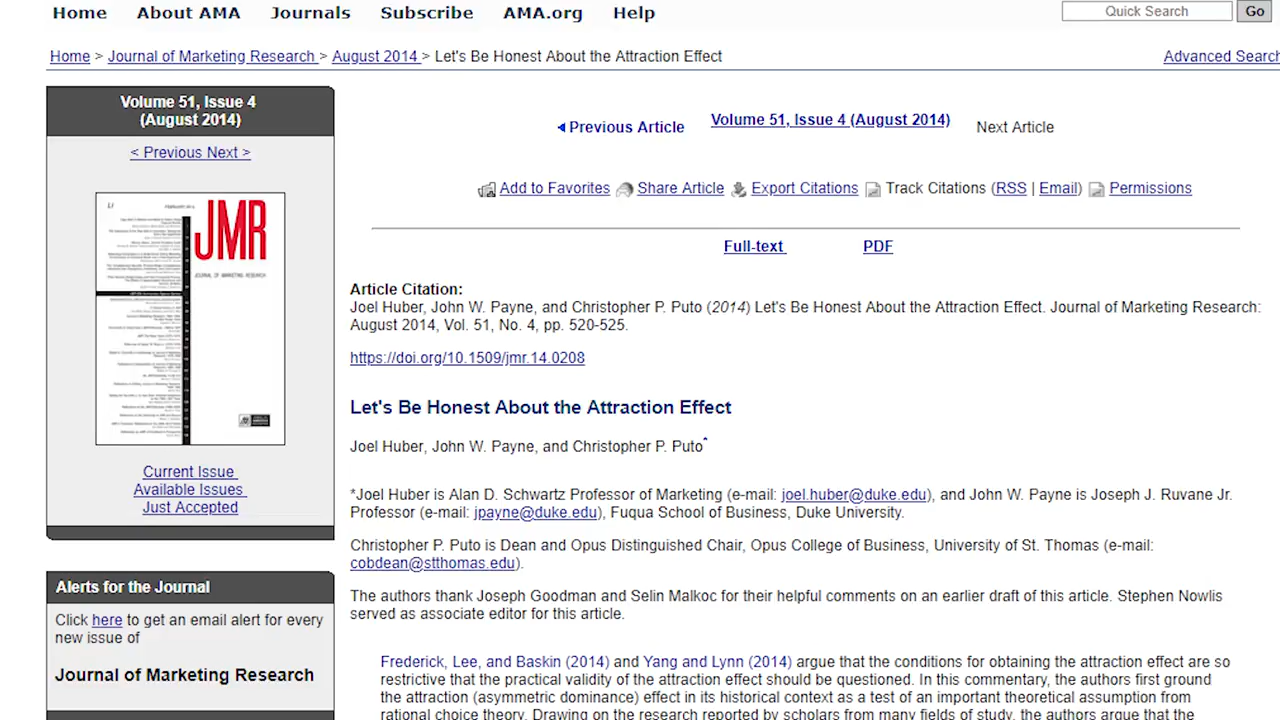 Home About AMA Journals Subscribe AMA.org Help
Quick Search Go
Home > Journal of Marketing Research > August 2014 > Let's Be Honest About the Attraction Effect
Advanced Search
Volume 51, Issue 4
(August 2014)
< Previous Next >
JMR
JOURNAL OF MARKETING RESEARCH
Current Issue
Available Issues
Just Accepted
Alerts for the Journal
Click here to get an email alert for every
new issue of
Journal of Marketing Research
Previous Article Volume 51, Issue 4 (August 2014) Next Article
Add to Favorites Share Article Export Citations Track Citations (RSS | Email) Permissions
Full-text PDF
Article Citation:
Joel Huber, John W. Payne, and Christopher P. Puto (2014) Let's Be Honest About the Attraction Effect. Journal of Marketing Research:
August 2014, Vol. 51, No. 4, pp. 520-525.
https://doi.org/10.1509/jmr.14.0208
Let's Be Honest About the Attraction Effect
Joel Huber, John W. Payne, and Christopher P. Puto*
*Joel Huber is Alan D. Schwartz Professor of Marketing (e-mail: joel.huber@duke.edu), and John W. Payne is Joseph J. Ruvane Jr.
Professor (e-mail: jpayne@duke.edu), Fuqua School of Business, Duke University.
Christopher P. Puto is Dean and Opus Distinguished Chair, Opus College of Business, University of St. Thomas (e-mail:
cobdean@stthomas.edu).
The authors thank Joseph Goodman and Selin Malkoc for their helpful comments on an earlier draft of this article. Stephen Nowlis
served as associate editor for this article.
Frederick, Lee, and Baskin (2014) and Yang and Lynn (2014) argue that the conditions for obtaining the attraction effect are so
restrictive that the practical validity of the attraction effect should be questioned. In this commentary, the authors first ground
the attraction (asymmetric dominance) effect in its historical context as a test of an important theoretical assumption from
rational choice theory. Drawing on the research reported by scholars from many fields of study, the authors argue that the